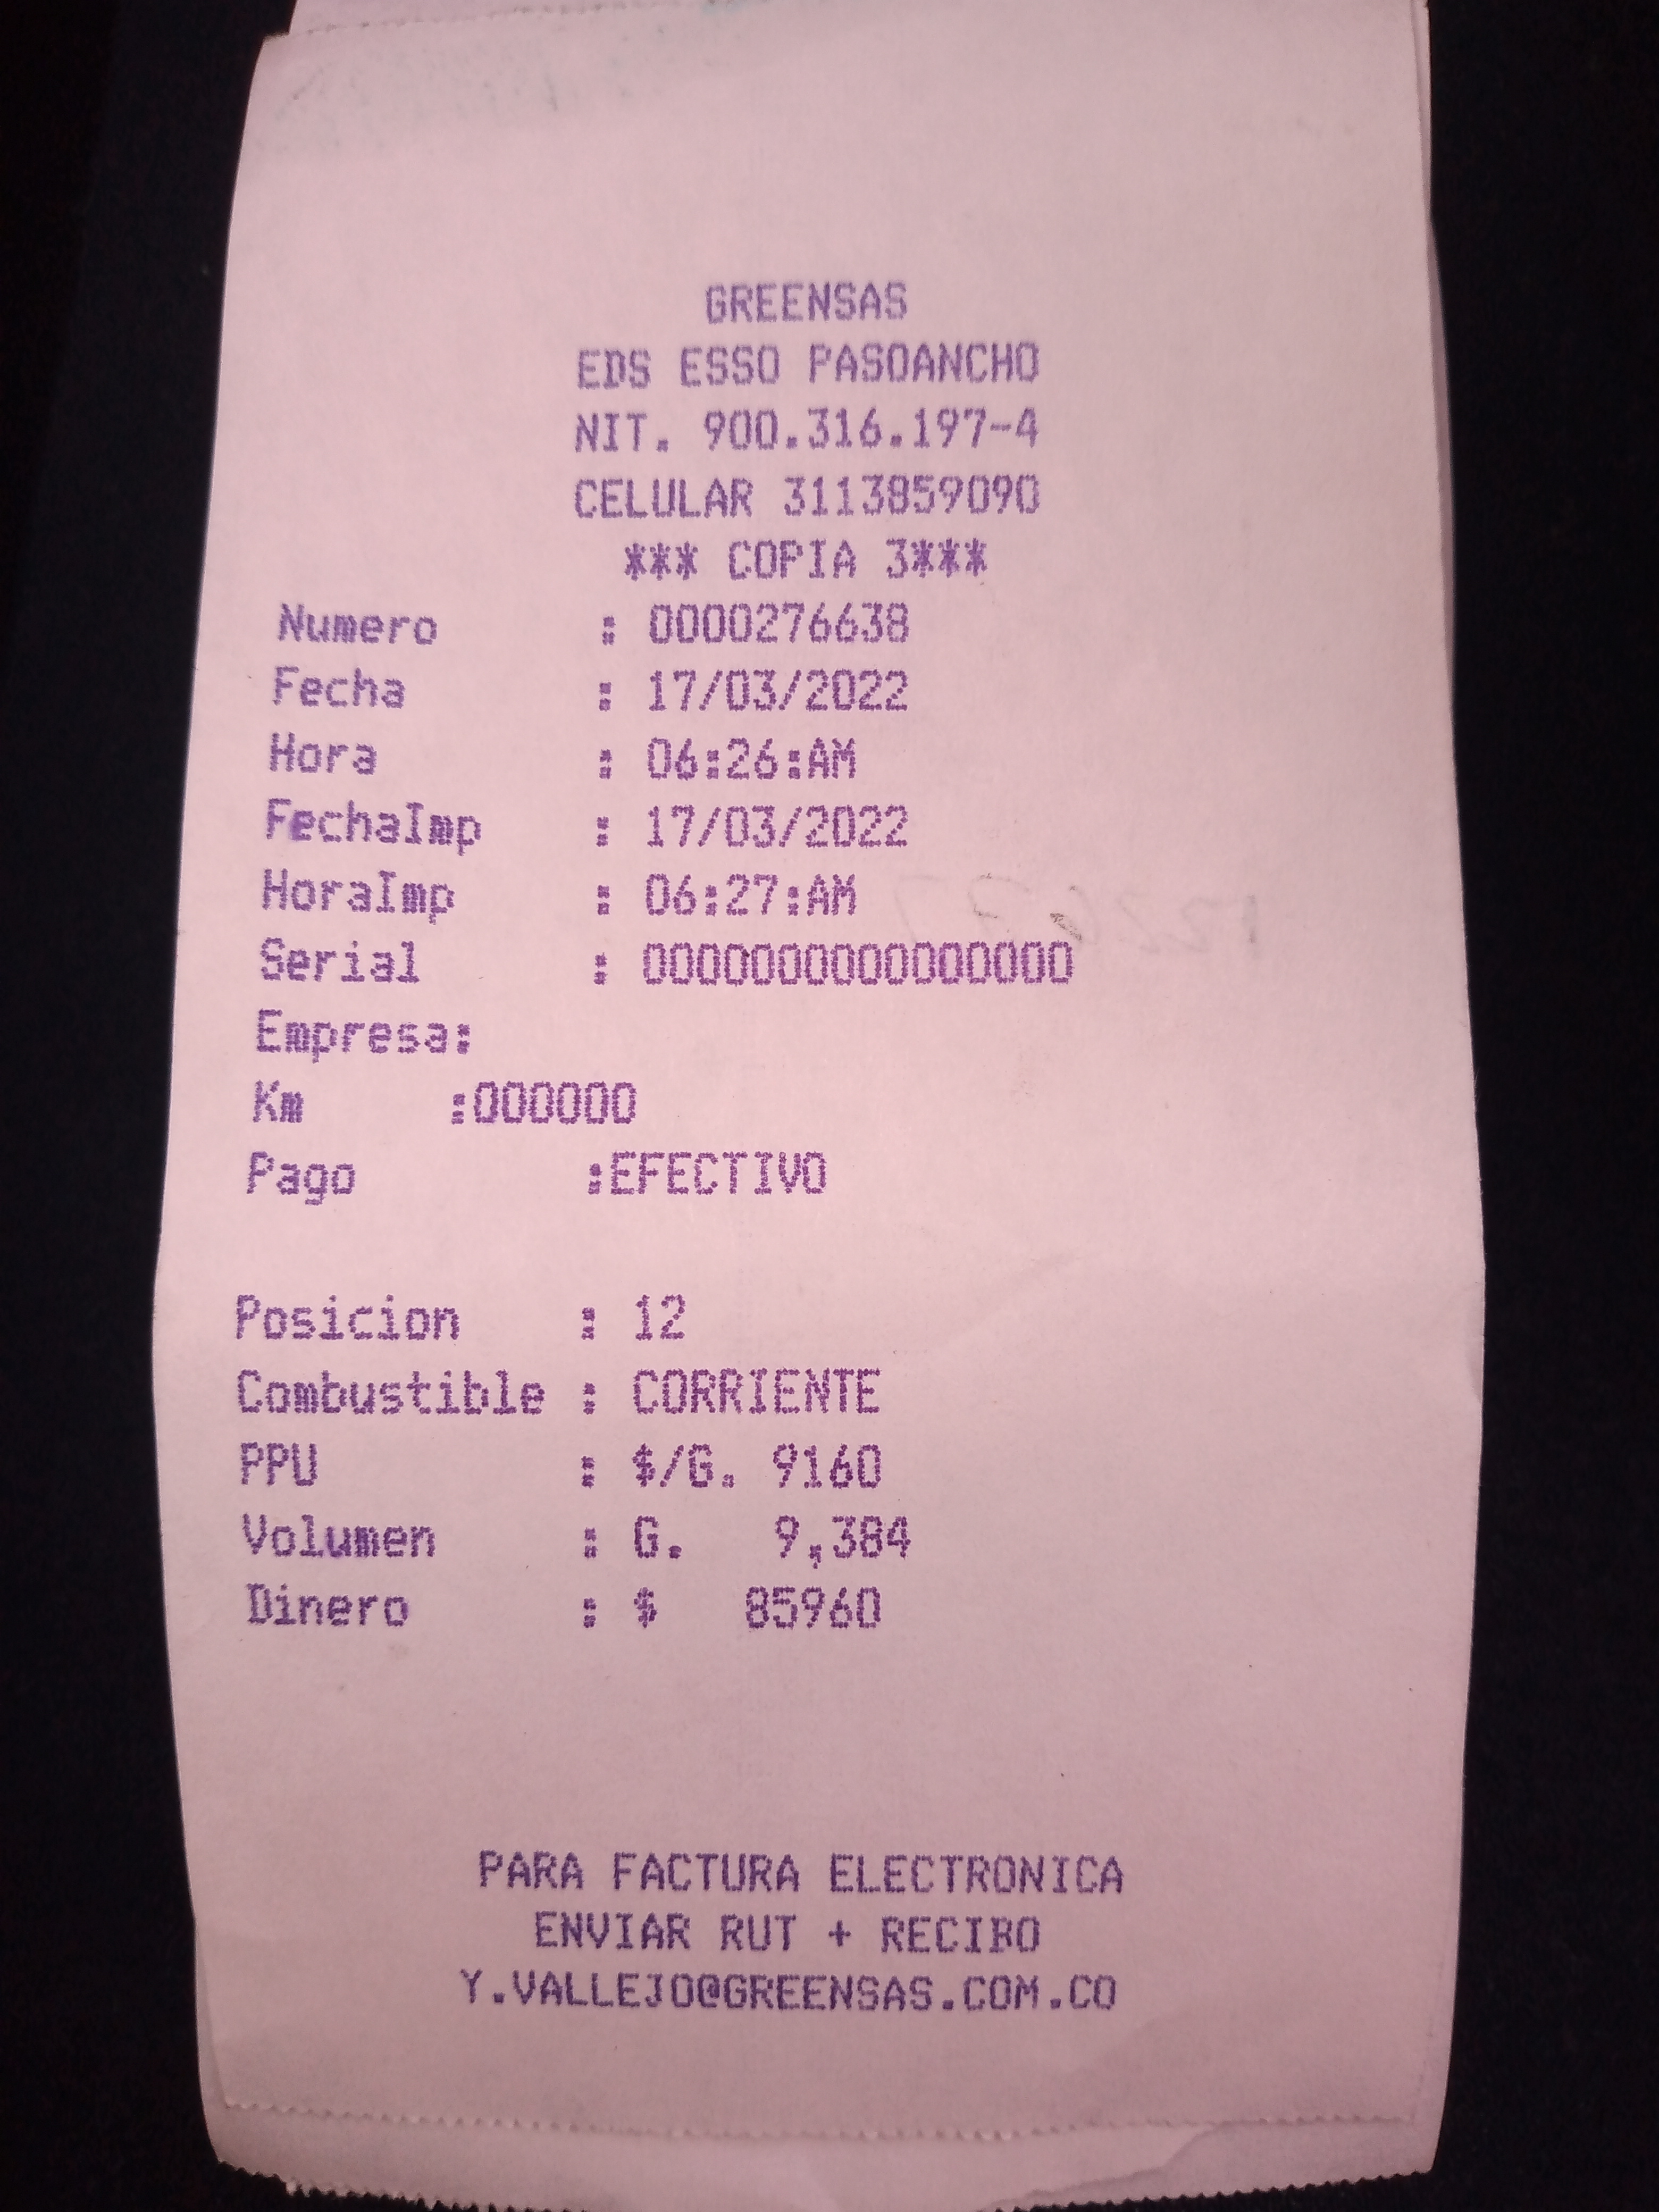 GREENSAS
EDS ESSO PASOANCHO
NIT. 900.316.197-4
CELULAR 3113859090
*** COPIA 3***
Numero : 0000276638
Fecha : 17/03/2022
Hora : 06:26:AM
FechaImp : 17/03/2022
HoraImp : 06:27:AM
Serial : 0000000000000000
Empresa:
Km :000000
Pago :EFECTIVO
Posicion : 12
Combustible : CORRIENTE
PPU : $/G. 9160
Volumen : G. 9,384
Dinero : $ 85960
PARA FACTURA ELECTRONICA
ENVIAR RUT + RECIBO
Y.VALLEJO@GREENSAS.COM.CO